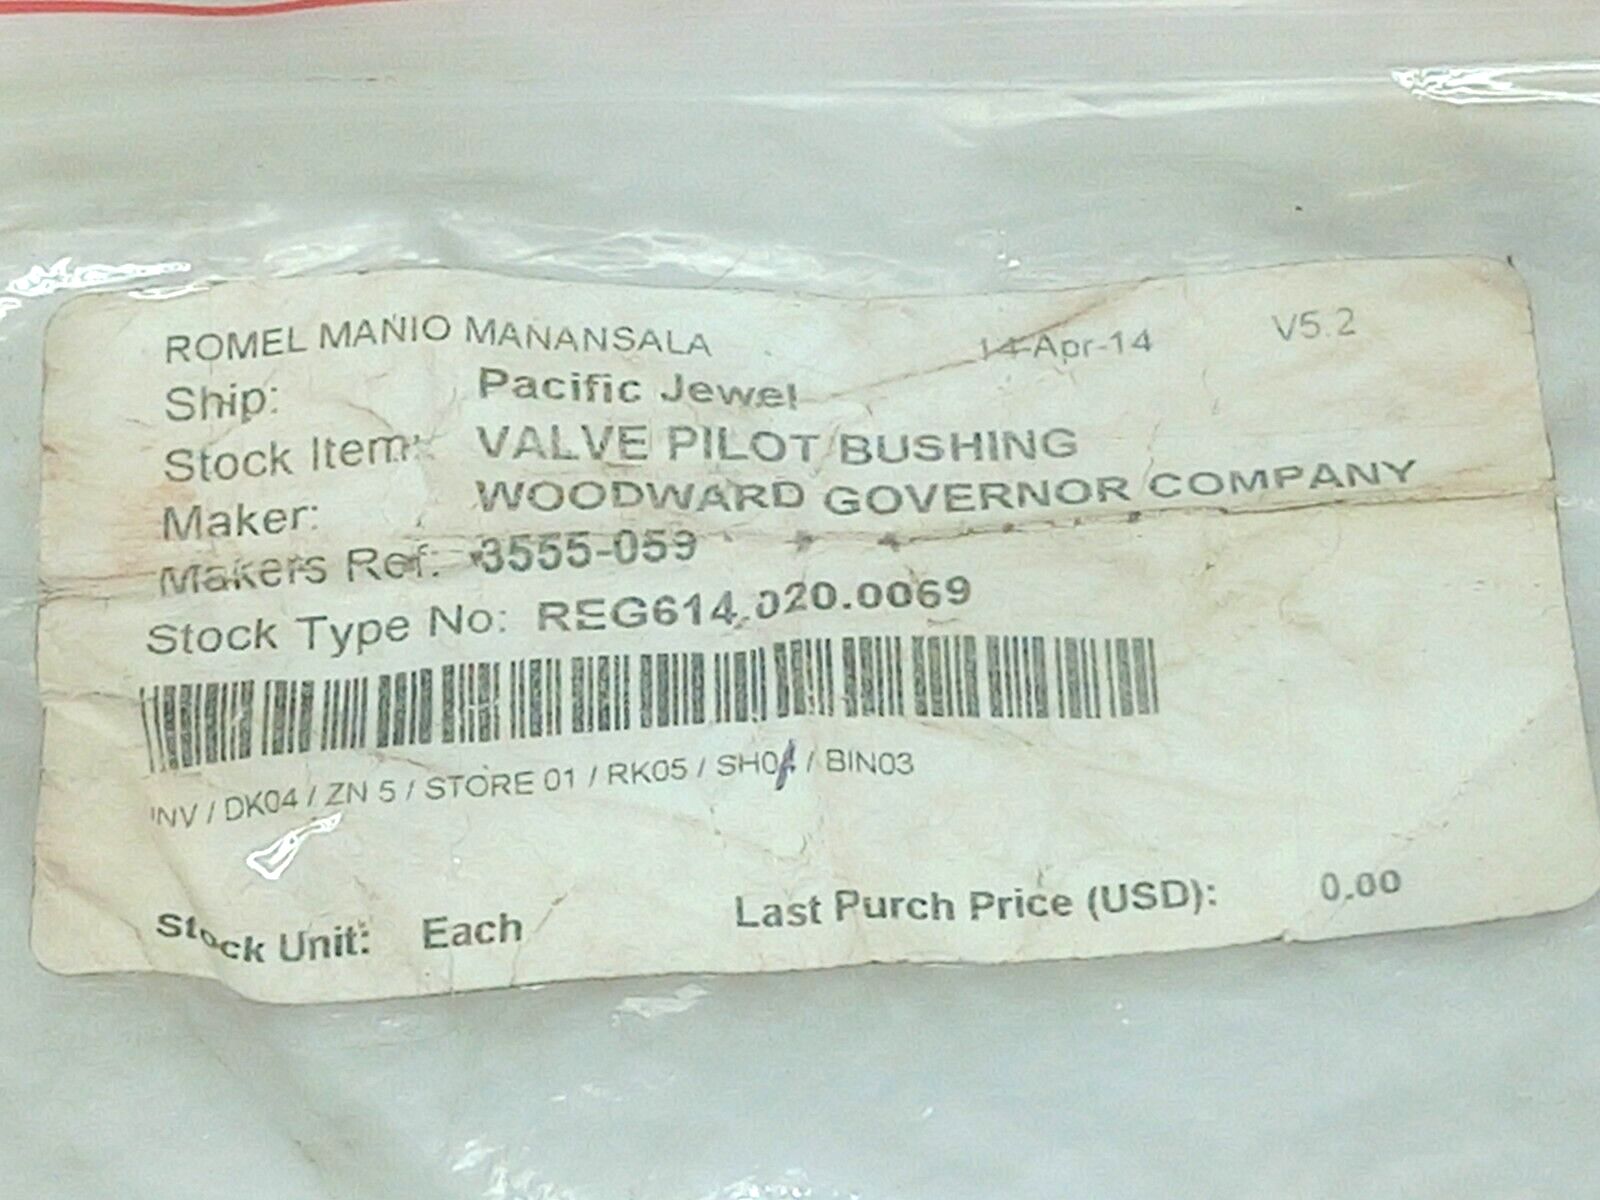 ROMEL MANIO MANANSALA 14-Apr-14 V5.2
Ship: Pacific Jewel
Stock Item: VALVE PILOT BUSHING
Maker: WOODWARD GOVERNOR COMPANY
Makers Ref: 3555-059
Stock Type No: REG614.020.0069
INV / DK04 / ZN 5 / STORE 01 / RK05 / / BIN03
Stock Unit: Each Last Purch Price (USD): 0.00